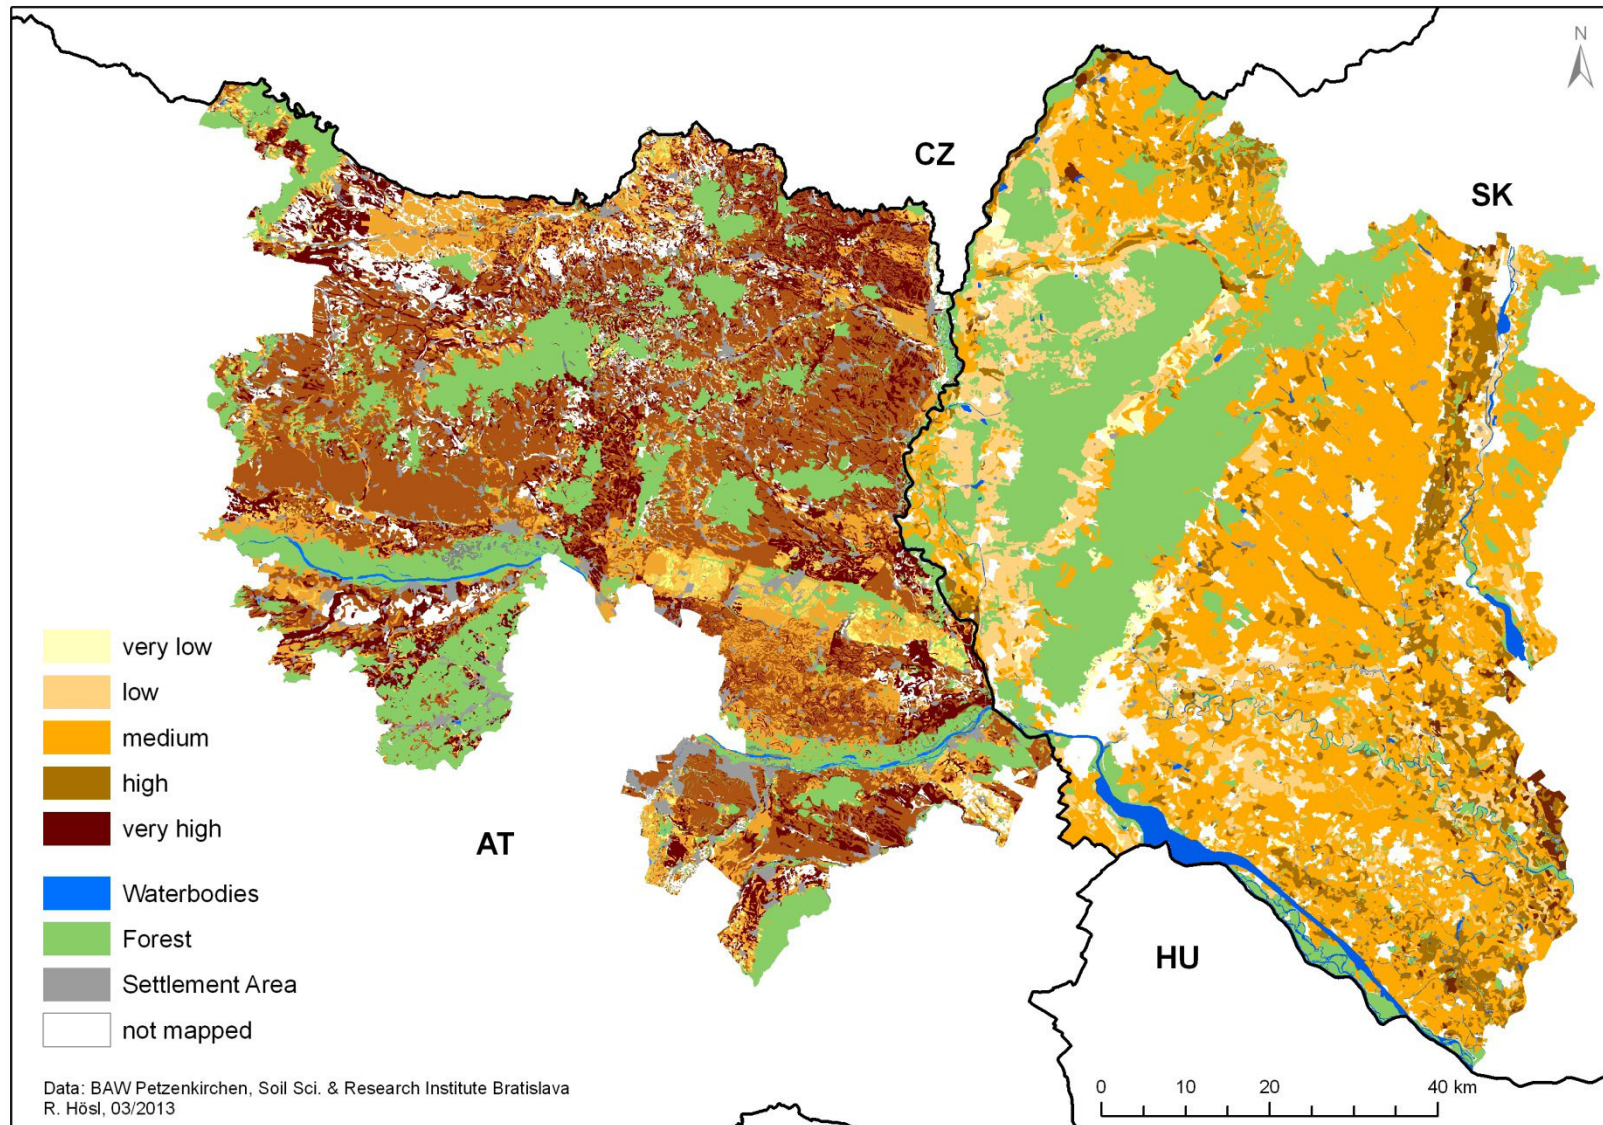 N
CZ
SK
very low
low
medium
high
very high
AT
Waterbodies
Forest
HU
Settlement Area
not mapped
Data: BAW Petzenkirchen, Soil Sci. & Research Institute Bratislava
R. Hösl, 03/2013
0 10 20 40 km